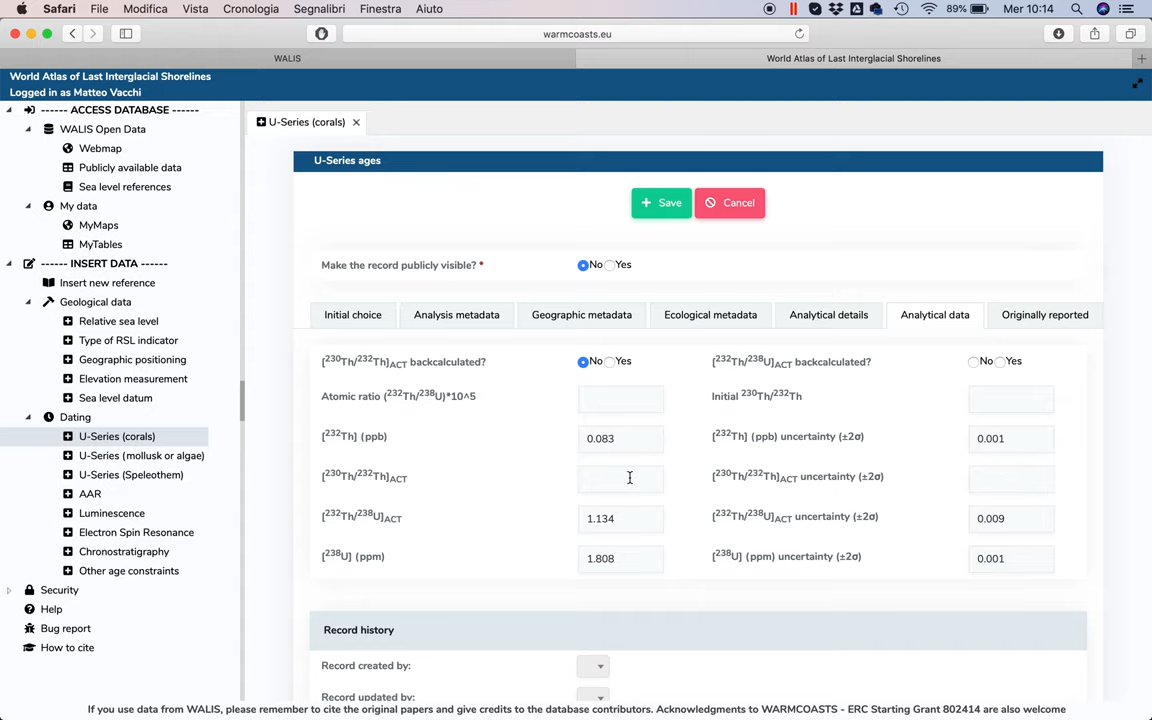 Safari File Modifica Vista Cronologia Segnalibri Finestra Aiuto 89% Mer 10:14
warmcoasts.eu
WALIS World Atlas of Last Interglacial Shorelines
World Atlas of Last Interglacial Shorelines
Logged in as Matteo Vacchi
------ ACCESS DATABASE ------
WALIS Open Data
Webmap
Publicly available data
Sea level references
My data
MyMaps
MyTables
------ INSERT DATA ------
Insert new reference
Geological data
Relative sea level
Type of RSL indicator
Geographic positioning
Elevation measurement
Sea level datum
Dating
U-Series (corals)
U-Series (mollusk or algae)
U-Series (Speleothem)
AAR
Luminescence
Electron Spin Resonance
Chronostratigraphy
Other age constraints
Security
Help
Bug report
How to cite
U-Series (corals)
U-Series ages
Save Cancel
Make the record publicly visible? * No Yes
Initial choice Analysis metadata Geographic metadata Ecological metadata Analytical details Analytical data Originally reported
[²³⁰Th/²³²Th]ACT backcalculated? No Yes [²³²Th/²³⁸U]ACT backcalculated? No Yes
Atomic ratio (²³²Th/²³⁸U)*10^5 Initial ²³⁰Th/²³²Th
[²³²Th] (ppb) 0.083 [²³²Th] (ppb) uncertainty (±2σ) 0.001
[²³⁰Th/²³²Th]ACT [²³⁰Th/²³²Th]ACT uncertainty (±2σ)
[²³²Th/²³⁸U]ACT 1.134 [²³²Th/²³⁸U]ACT uncertainty (±2σ) 0.009
[²³⁸U] (ppm) 1.808 [²³⁸U] (ppm) uncertainty (±2σ) 0.001
Record history
Record created by:
Record updated by:
If you use data from WALIS, please remember to cite the original papers and give credits to the database contributors. Acknowledgments to WARMCOASTS - ERC Starting Grant 802414 are also welcome